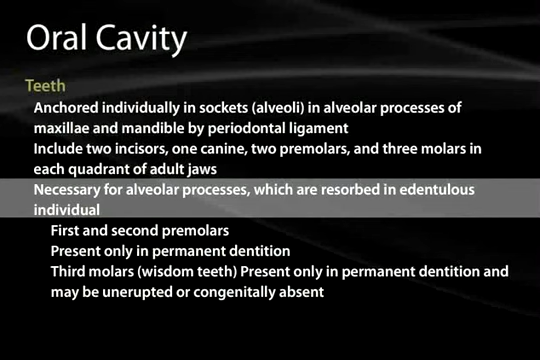 Oral Cavity
Teeth
Anchored individually in sockets (alveoli) in alveolar processes of
maxillae and mandible by periodontal ligament
Include two incisors, one canine, two premolars, and three molars in
each quadrant of adult jaws
Necessary for alveolar processes, which are resorbed in edentulous
individual
First and second premolars
Present only in permanent dentition
Third molars (wisdom teeth) Present only in permanent dentition and
may be unerupted or congenitally absent